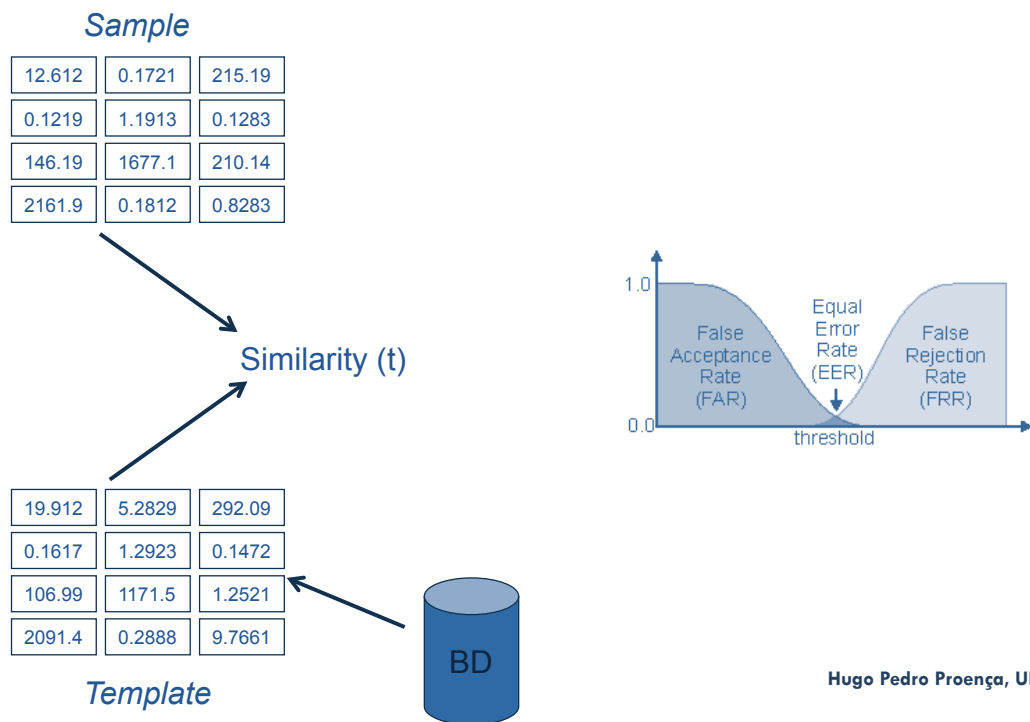 Sample
12.612 0.1721 215.19
0.1219 1.1913 0.1283
146.19 1677.1 210.14
2161.9 0.1812 0.8283
Similarity (t)
19.912 5.2829 292.09
0.1617 1.2923 0.1472
106.99 1171.5 1.2521
2091.4 0.2888 9.7661
Template
BD
1.0
0.0
False
Acceptance
Rate
(FAR)
Equal
Error
Rate
(EER)
False
Rejection
Rate
(FRR)
threshold
Hugo Pedro Proença,